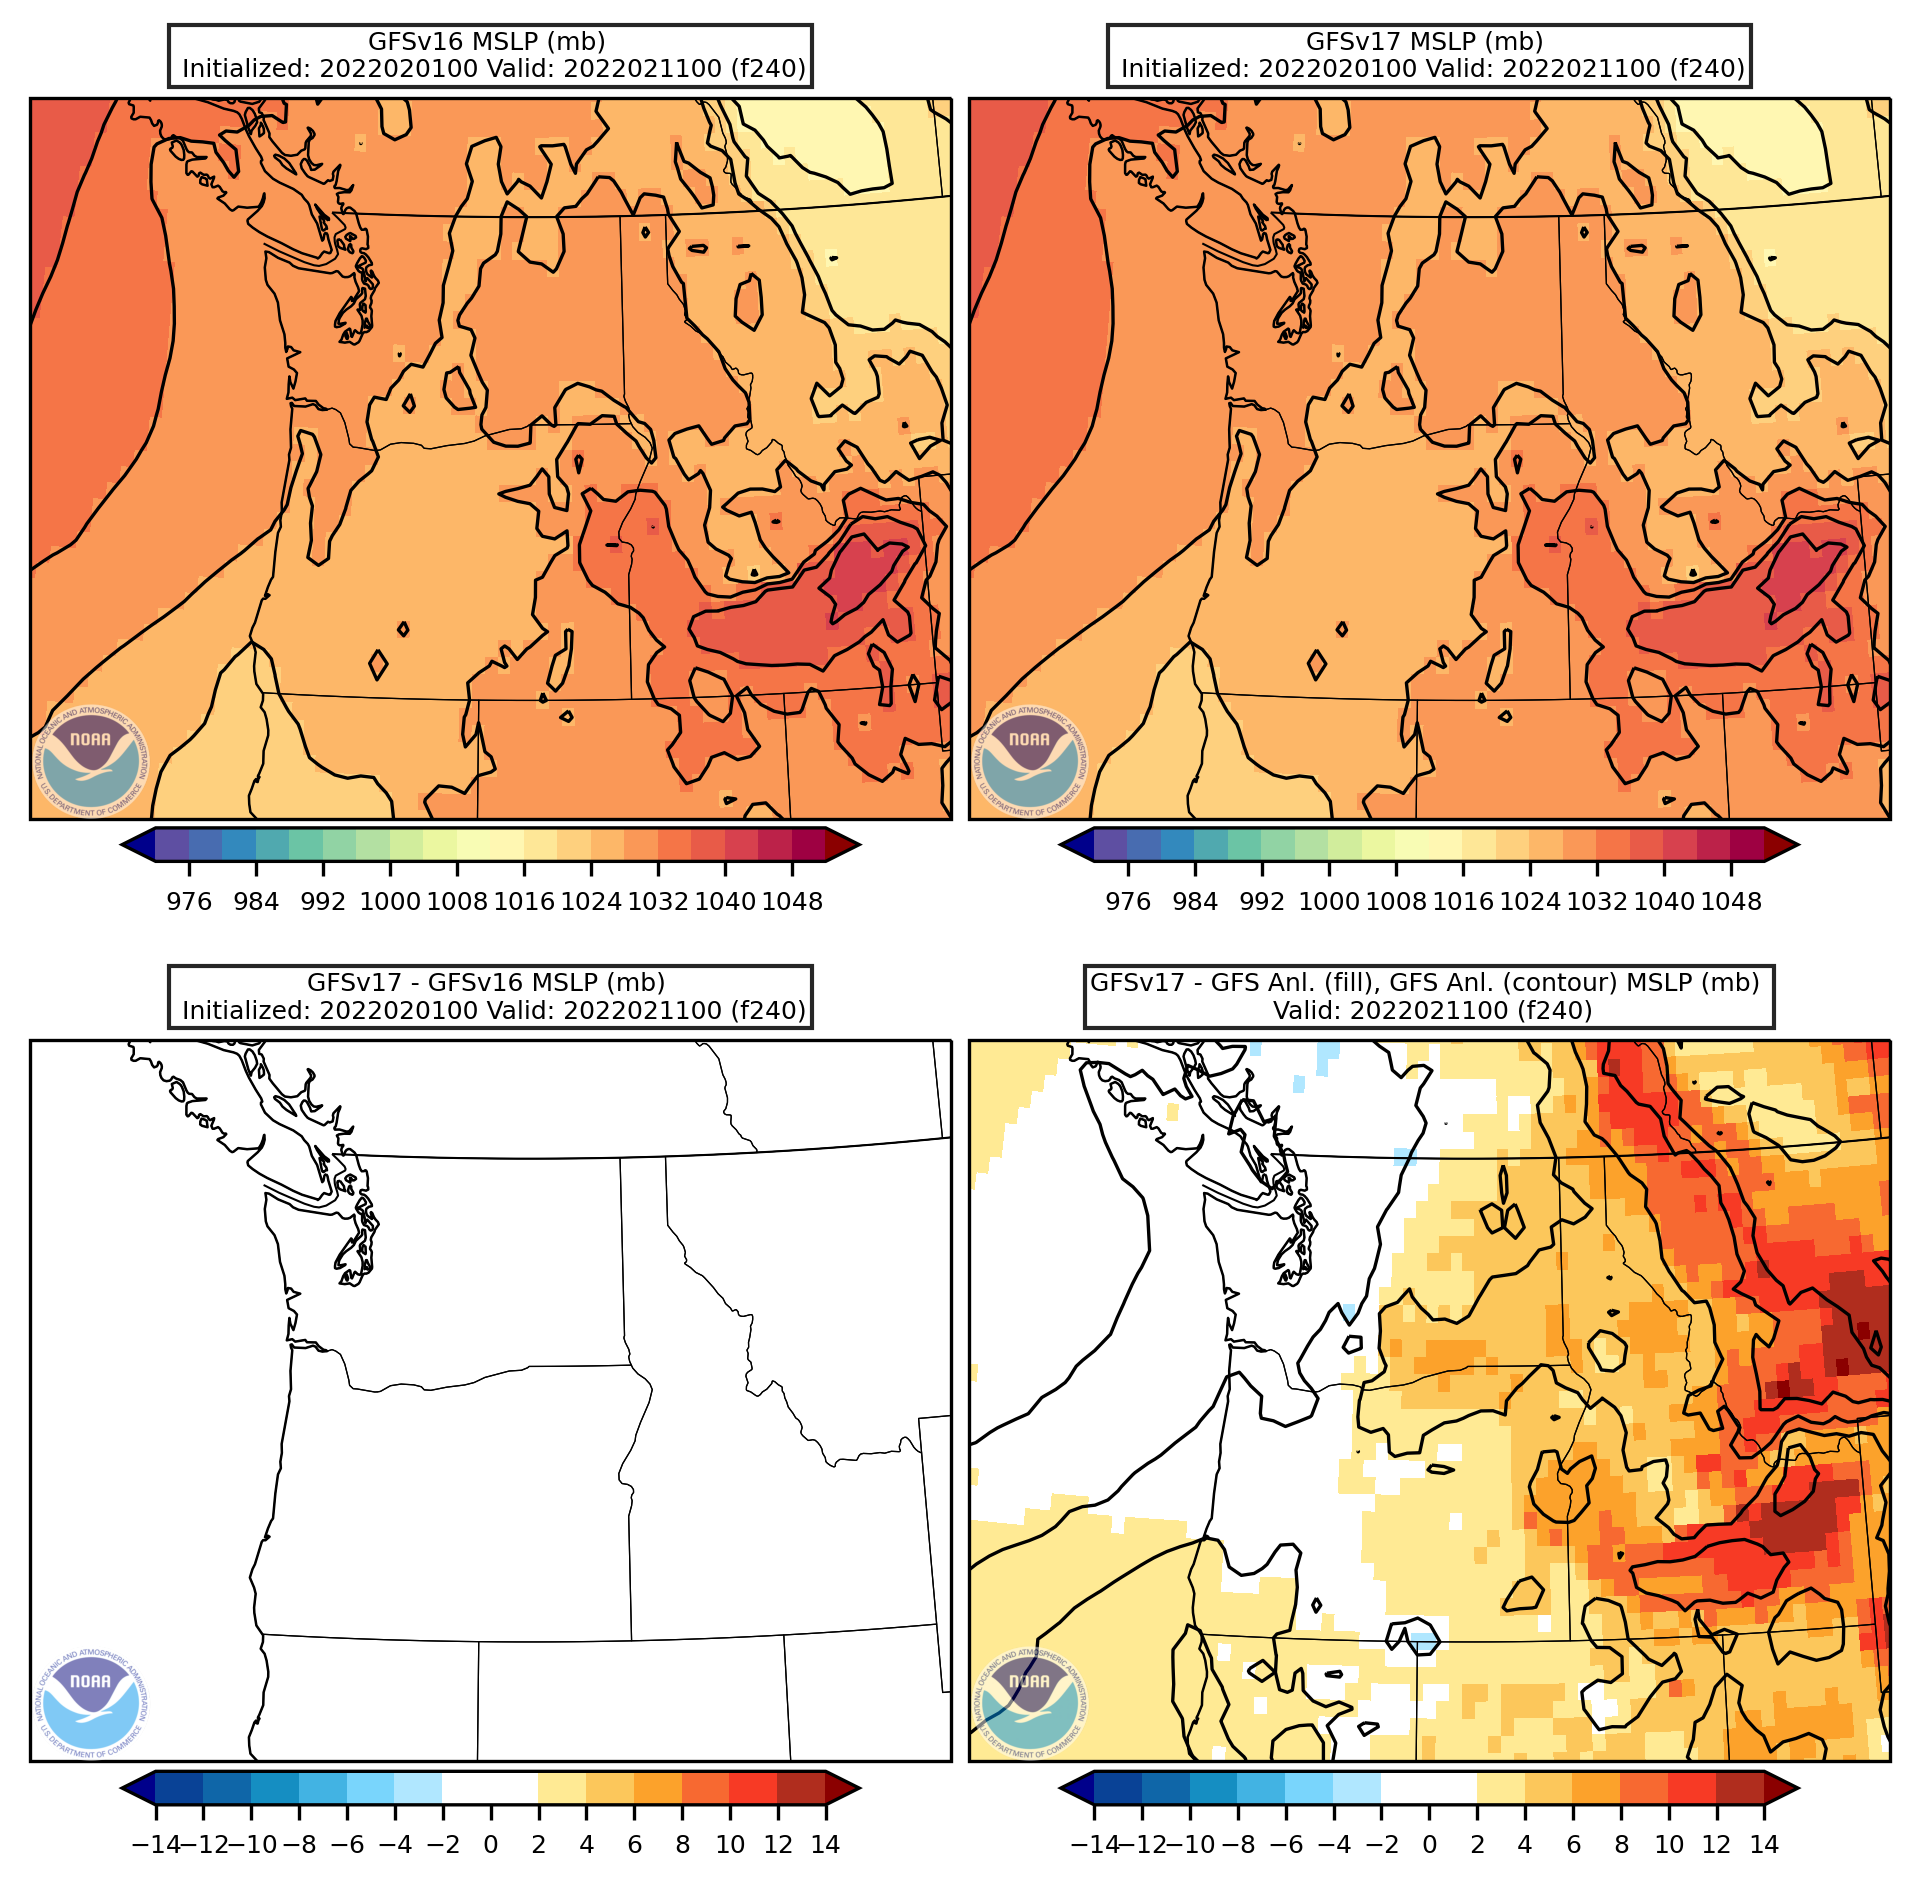 GFSv16 MSLP (mb)
Initialized: 2022020100 Valid: 2022021100 (f240)
GFSv17 MSLP (mb)
Initialized: 2022020100 Valid: 2022021100 (f240)
NATIONAL OCEANIC AND ATMOSPHERIC ADMINISTRATION
NOAA
U.S. DEPARTMENT OF COMMERCE
NATIONAL OCEANIC AND ATMOSPHERIC ADMINISTRATION
NOAA
U.S. DEPARTMENT OF COMMERCE
976 984 992 1000 1008 1016 1024 1032 1040 1048
976 984 992 1000 1008 1016 1024 1032 1040 1048
GFSv17 - GFSv16 MSLP (mb)
Initialized: 2022020100 Valid: 2022021100 (f240)
GFSv17 - GFS Anl. (fill), GFS Anl. (contour) MSLP (mb)
Valid: 2022021100 (f240)
NATIONAL OCEANIC AND ATMOSPHERIC ADMINISTRATION
NOAA
U.S. DEPARTMENT OF COMMERCE
NATIONAL OCEANIC AND ATMOSPHERIC ADMINISTRATION
NOAA
U.S. DEPARTMENT OF COMMERCE
−14 −12 −10 −8 −6 −4 −2 0 2 4 6 8 10 12 14
−14 −12 −10 −8 −6 −4 −2 0 2 4 6 8 10 12 14